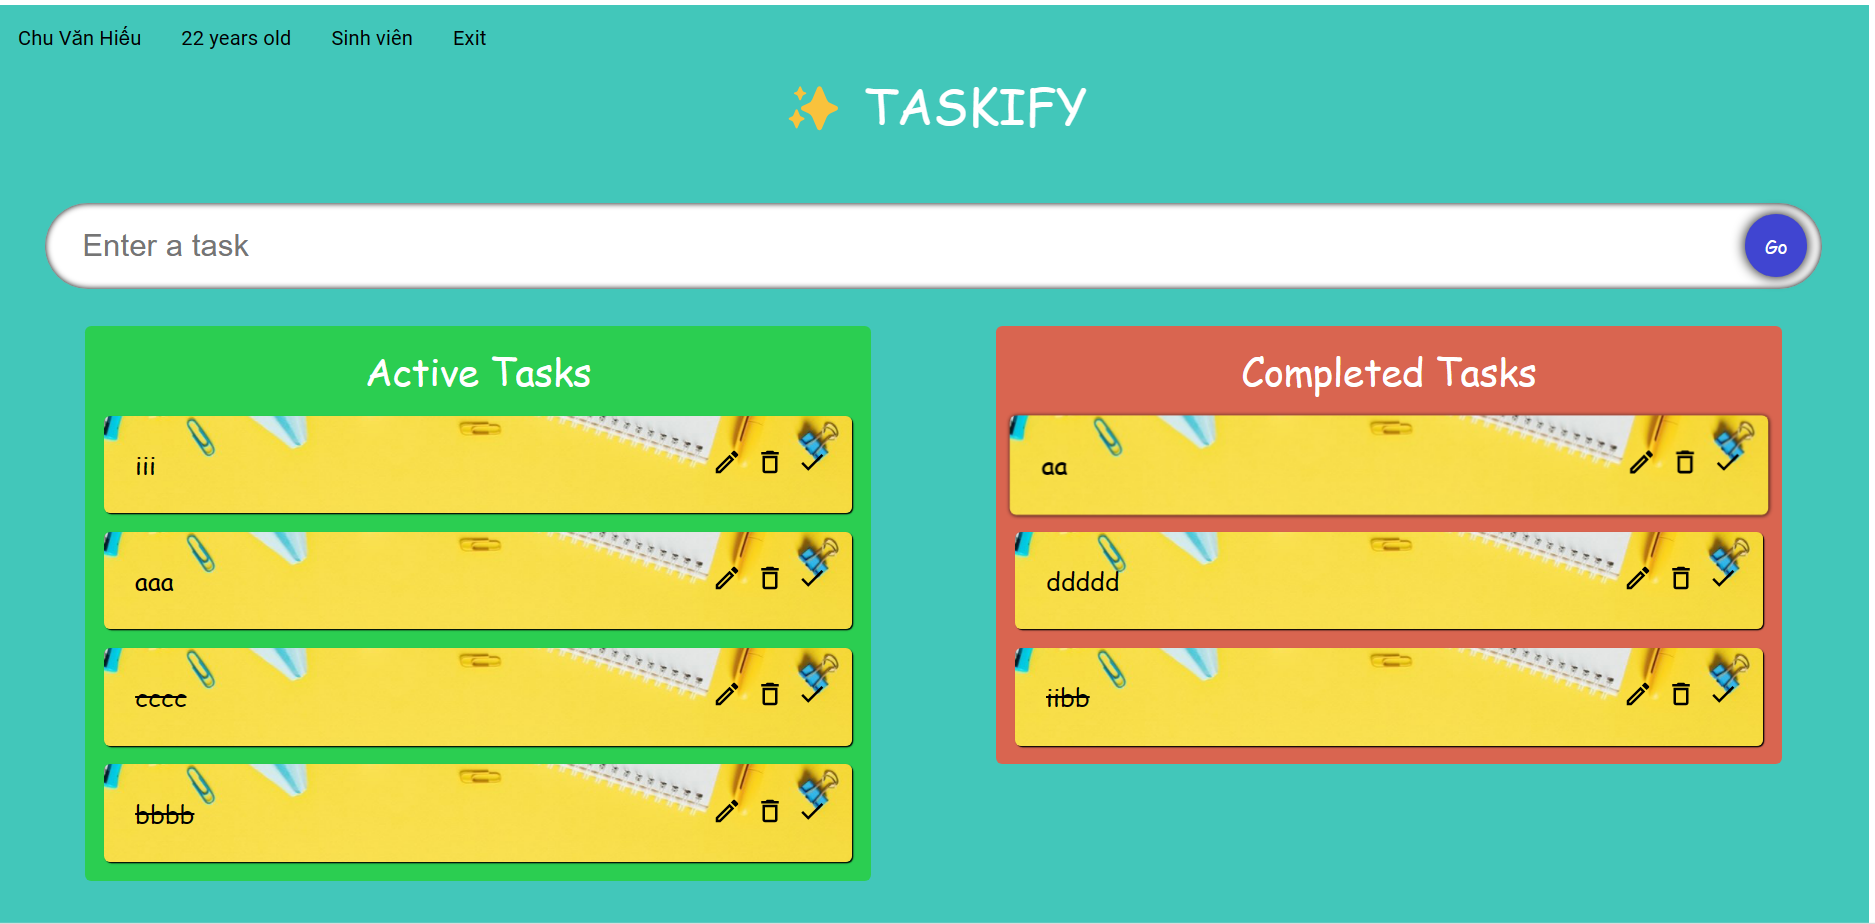 Chu Văn Hiếu 22 years old Sinh viên Exit
TASKIFY
Enter a task Go
Active Tasks
iii
aaa
cccc
bbbb
Completed Tasks
aa
ddddd
iibb